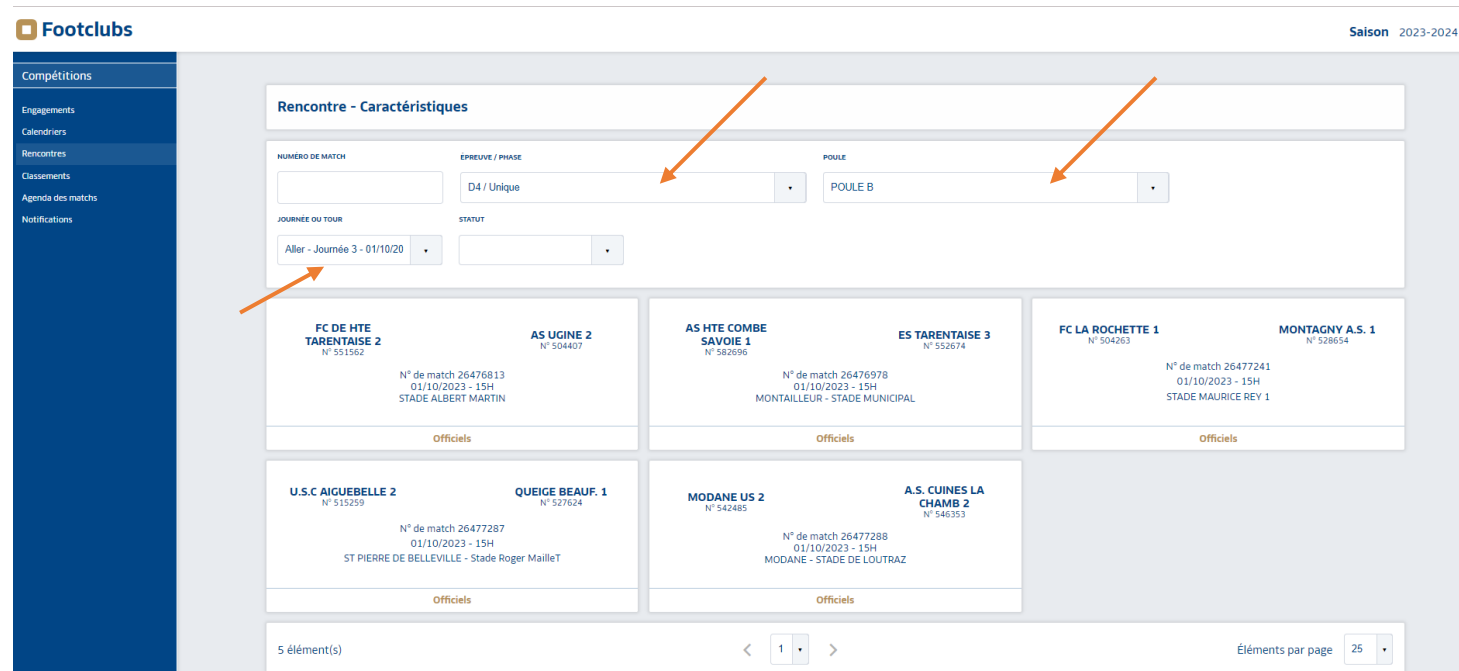 Footclubs
Saison 2023-2024
Compétitions
Engagements
Calendriers
Rencontres
Classements
Agenda des matchs
Notifications
Rencontre - Caractéristiques
NUMÉRO DE MATCH
ÉPREUVE / PHASE
POULE
D4 / Unique
POULE B
JOURNÉE OU TOUR
STATUT
Aller - Journée 3 - 01/10/20
FC DE HTE
TARENTAISE 2
N° 551562
AS UGINE 2
N° 504407
N° de match 26476813
01/10/2023 - 15H
STADE ALBERT MARTIN
Officiels
AS HTE COMBE
SAVOIE 1
N° 582696
ES TARENTAISE 3
N° 552674
N° de match 26476978
01/10/2023 - 15H
MONTAILLEUR - STADE MUNICIPAL
Officiels
FC LA ROCHETTE 1
N° 504263
MONTAGNY A.S. 1
N° 528654
N° de match 26477241
01/10/2023 - 15H
STADE MAURICE REY 1
Officiels
U.S.C AIGUEBELLE 2
N° 515259
QUEIGE BEAUF. 1
N° 527624
N° de match 26477287
01/10/2023 - 15H
ST PIERRE DE BELLEVILLE - Stade Roger MailleT
Officiels
MODANE US 2
N° 542485
A.S. CUINES LA
CHAMB 2
N° 546353
N° de match 26477288
01/10/2023 - 15H
MODANE - STADE DE LOUTRAZ
Officiels
5 élément(s)
1
Éléments par page 25